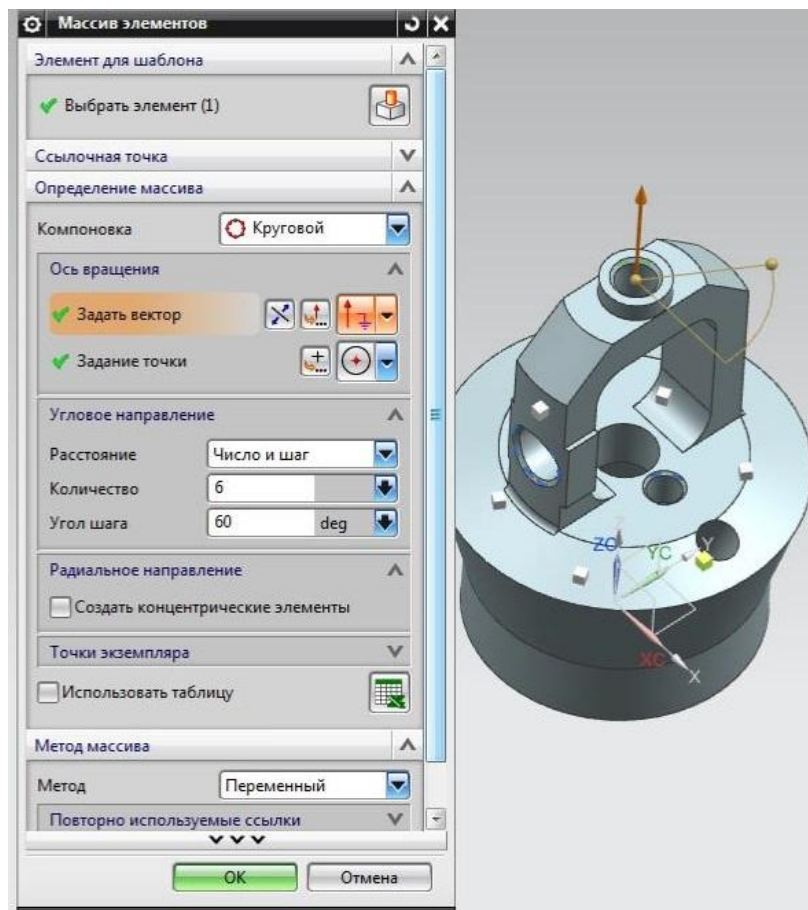 Массив элементов
Элемент для шаблона
Выбрать элемент (1)
Ссылочная точка
Определение массива
Компоновка Круговой
Ось вращения
Задать вектор
Задание точки
Угловое направление
Расстояние Число и шаг
Количество 6
Угол шага 60 deg
Радиальное направление
Создать концентрические элементы
Точки экземпляра
Использовать таблицу
Метод массива
Метод Переменный
Повторно используемые ссылки
OK Отмена
Z
ZC YC Y
XC X